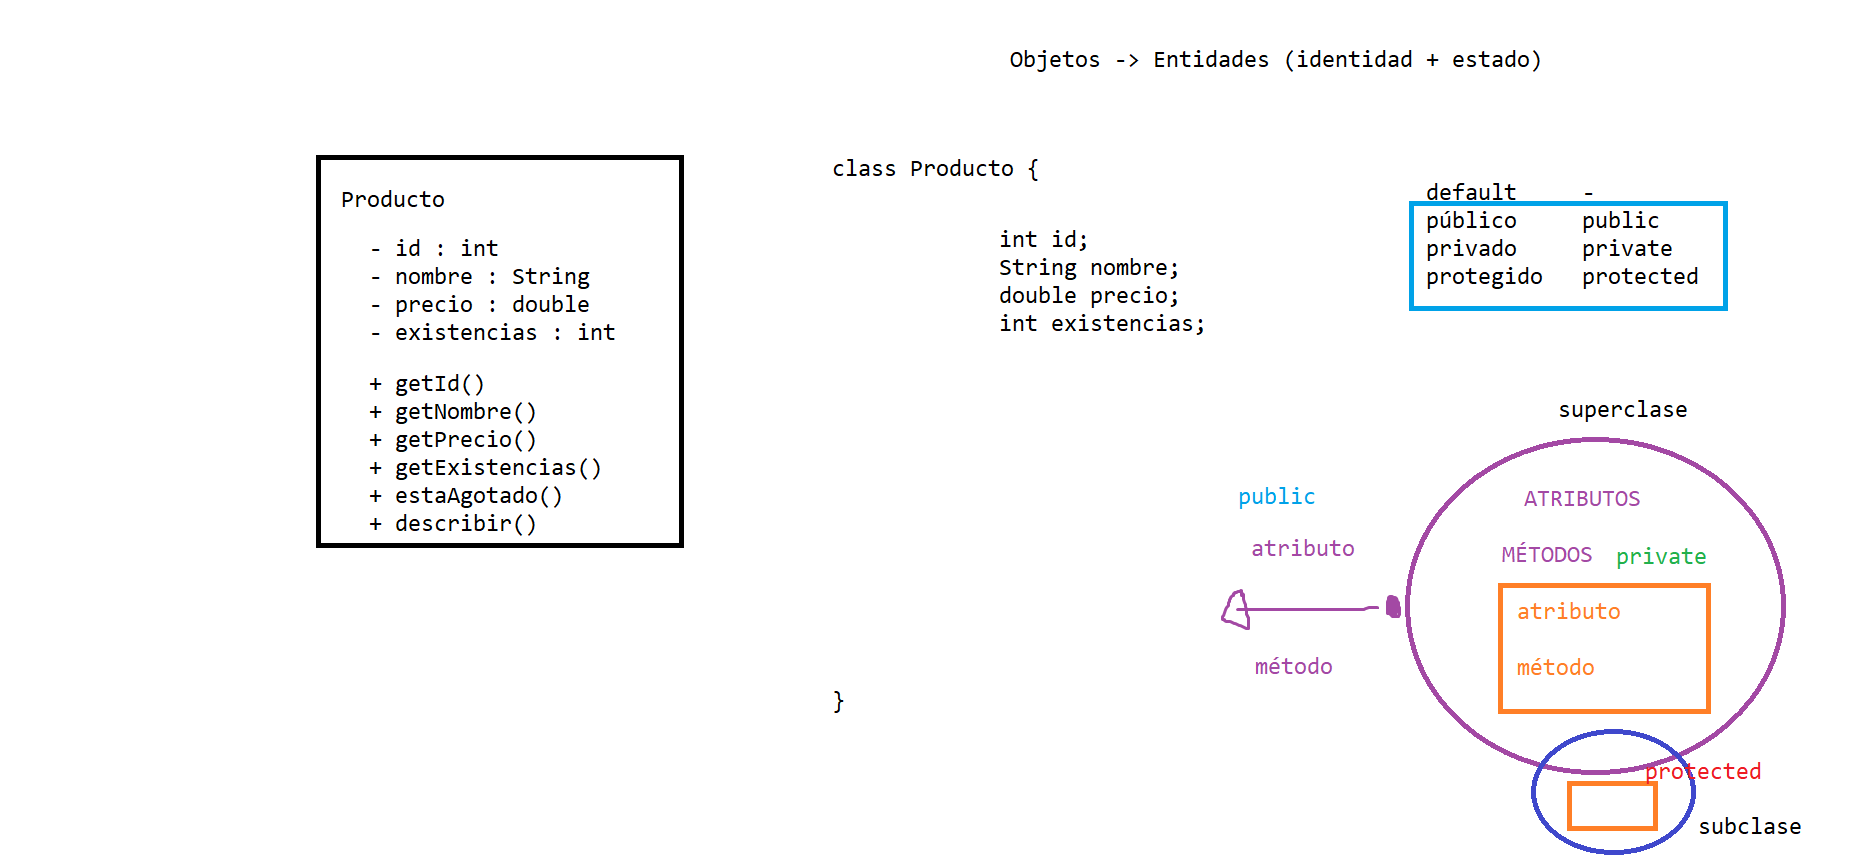 Objetos -> Entidades (identidad + estado)
Producto
- id : int
- nombre : String
- precio : double
- existencias : int
+ getId()
+ getNombre()
+ getPrecio()
+ getExistencias()
+ estaAgotado()
+ describir()
class Producto {
int id;
String nombre;
double precio;
int existencias;
}
default -
público public
privado private
protegido protected
superclase
public
atributo
método
ATRIBUTOS
MÉTODOS private
atributo
método
protected
subclase